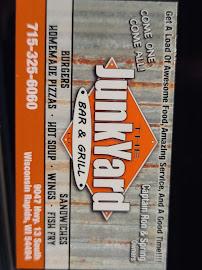 Get A Load Of Awesome Food, Amazing Service, And A Good Time!!!
COME ONE
COME ALL!
THE
JUNKYARD
BAR & GRILL
Ron & Spring
BURGERS
SANDWICHES
HOMEMADE PIZZAS · HOT SOUP · WINGS · FISH FRY
715-325-6060
9047 Hwy. 13 South
Wisconsin Rapids, WI 54494